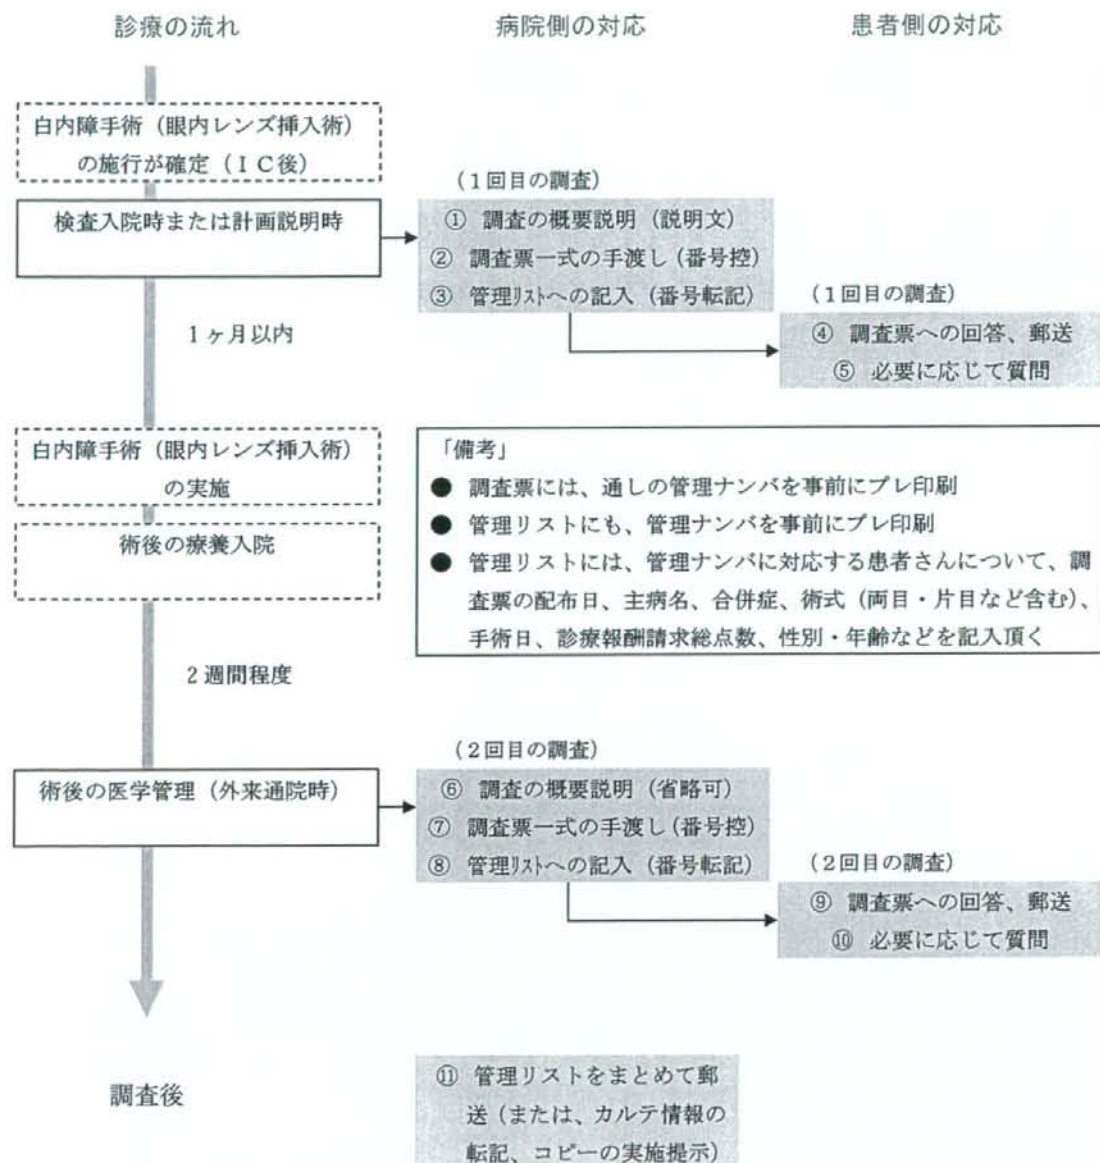 診療の流れ
病院側の対応
患者側の対応
白内障手術（眼内レンズ挿入術）
の施行が確定（ＩＣ後）
検査入院時または計画説明時
（1回目の調査）
① 調査の概要説明（説明文）
② 調査票一式の手渡し（番号控）
③ 管理ﾘｽﾄへの記入（番号転記）
（1回目の調査）
④ 調査票への回答、郵送
⑤ 必要に応じて質問
1ヶ月以内
白内障手術（眼内レンズ挿入術）
の実施
術後の療養入院
「備考」
● 調査票には、通しの管理ナンバを事前にプレ印刷
● 管理リストにも、管理ナンバを事前にプレ印刷
● 管理リストには、管理ナンバに対応する患者さんについて、調
査票の配布日、主病名、合併症、術式（両目・片目など含む）、
手術日、診療報酬請求総点数、性別・年齢などを記入頂く
2週間程度
術後の医学管理（外来通院時）
（2回目の調査）
⑥ 調査の概要説明（省略可）
⑦ 調査票一式の手渡し（番号控）
⑧ 管理ﾘｽﾄへの記入（番号転記）
（2回目の調査）
⑨ 調査票への回答、郵送
⑩ 必要に応じて質問
調査後
⑪ 管理リストをまとめて郵
送（または、カルテ情報の
転記、コピーの実施提示）